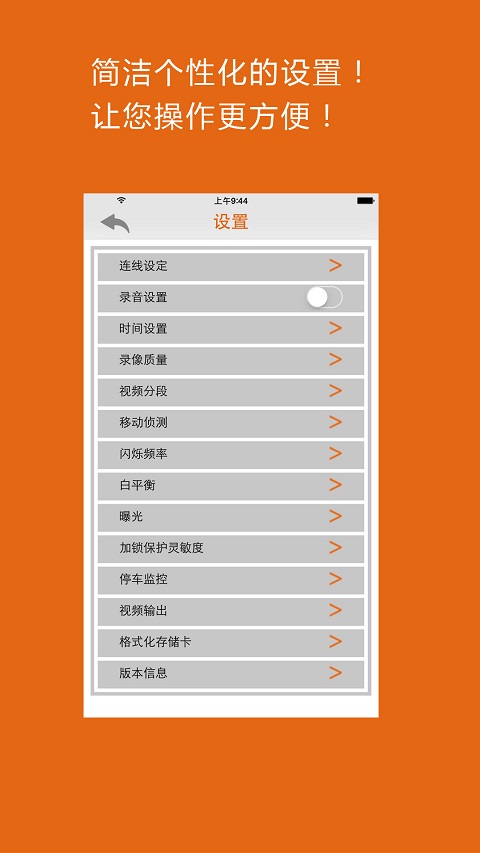 简洁个性化的设置！
让您操作更方便！
上午9:44
设置
连线设定 >
录音设置
时间设置 >
录像质量 >
视频分段 >
移动侦测 >
闪烁频率 >
白平衡 >
曝光 >
加锁保护灵敏度 >
停车监控 >
视频输出 >
格式化存储卡 >
版本信息 >